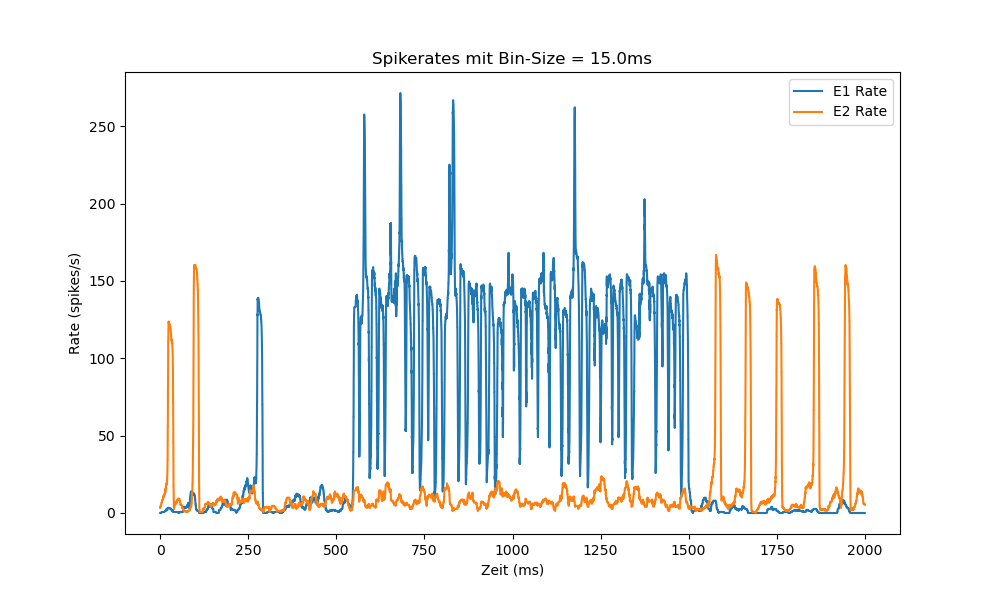 Spikerates mit Bin-Size = 15.0ms
E1 Rate
E2 Rate
250
200
150
100
50
0
Rate (spikes/s)
0 250 500 750 1000 1250 1500 1750 2000
Zeit (ms)